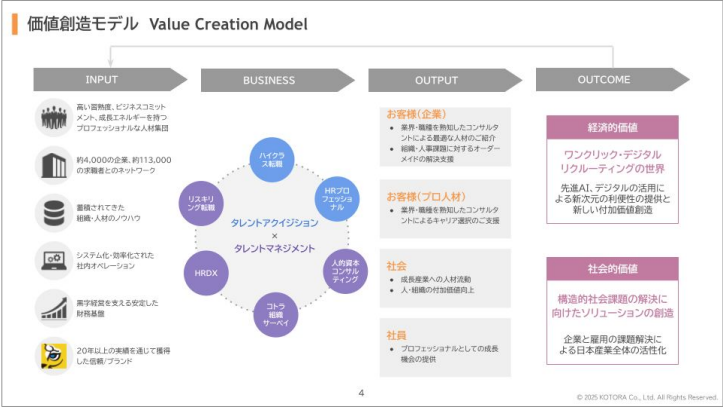 価値創造モデル Value Creation Model
INPUT
BUSINESS
OUTPUT
OUTCOME
高い習熟度、ビジネスコミット
メント、成長エネルギーを持つ
プロフェッショナルな人材集団
約4,000の企業、約113,000
の求職者とのネットワーク
蓄積されてきた
組織・人材のノウハウ
システム化・効率化された
社内オペレーション
黒字経営を支える安定した
財務基盤
20年以上の実績を通じて獲得
した信頼/ブランド
ハイクラ
ス転職
HRプロ
フェッショ
ナル
人的資本
コンサル
ティング
コトラ
組織
サーベイ
HRDX
リスキリ
ング転職
タレントアクイジション
×
タレントマネジメント
お客様(企業)
• 業界・職種を熟知したコンサルタ
ントによる最適な人材のご紹介
• 組織・人事課題に対するオーダー
メイドの解決支援
お客様(プロ人材)
• 業界・職種を熟知したコンサルタ
ントによるキャリア選択のご支援
社会
• 成長産業への人材流動
• 人・組織の付加価値向上
社員
• プロフェッショナルとしての成長
機会の提供
経済的価値
ワンクリック・デジタル
リクルーティングの世界
先進AI、デジタルの活用に
よる新次元の利便性の提供と
新しい付加価値創造
社会的価値
構造的社会課題の解決に
向けたソリューションの創造
企業と雇用の課題解決に
よる日本産業全体の活性化
4
© 2025 KOTORA Co., Ltd. All Rights Reserved.